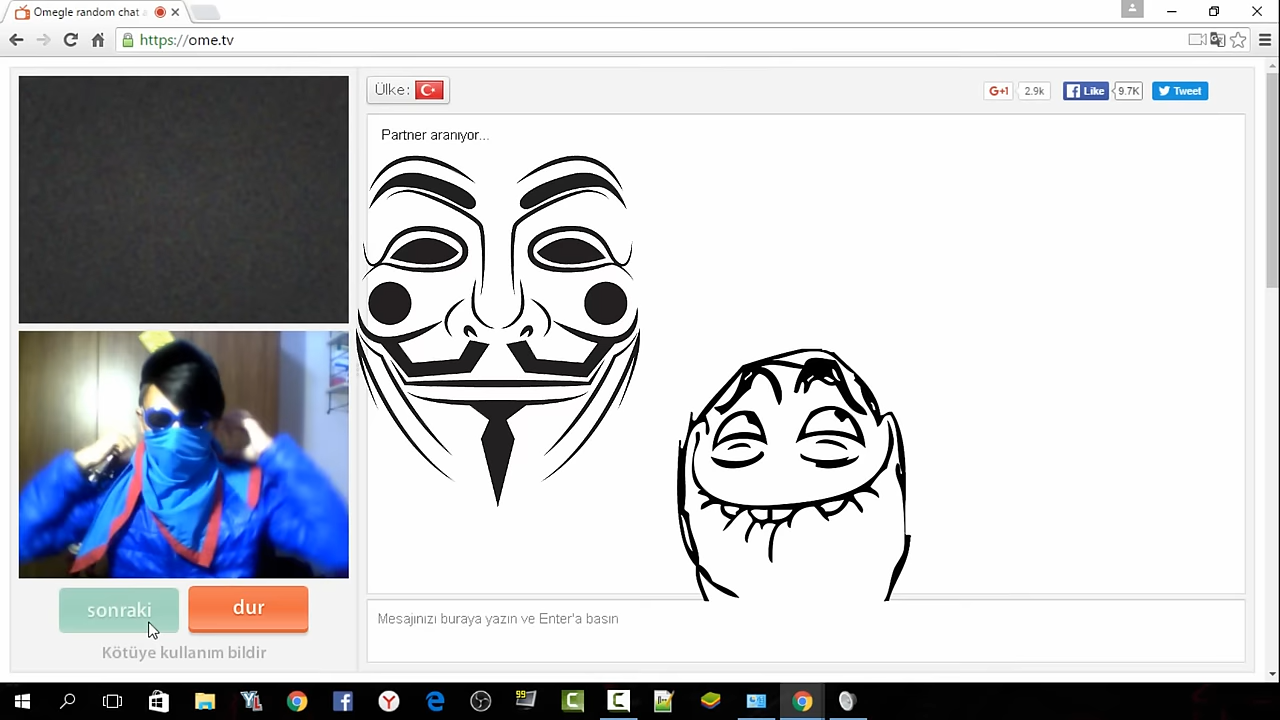 Omegle random chat a
https://ome.tv
Ülke:
G+1
2.9k
Like
9.7K
Tweet
Partner aranıyor...
sonraki
dur
Mesajınızı buraya yazın ve Enter'a basın
Kötüye kullanım bildir
99